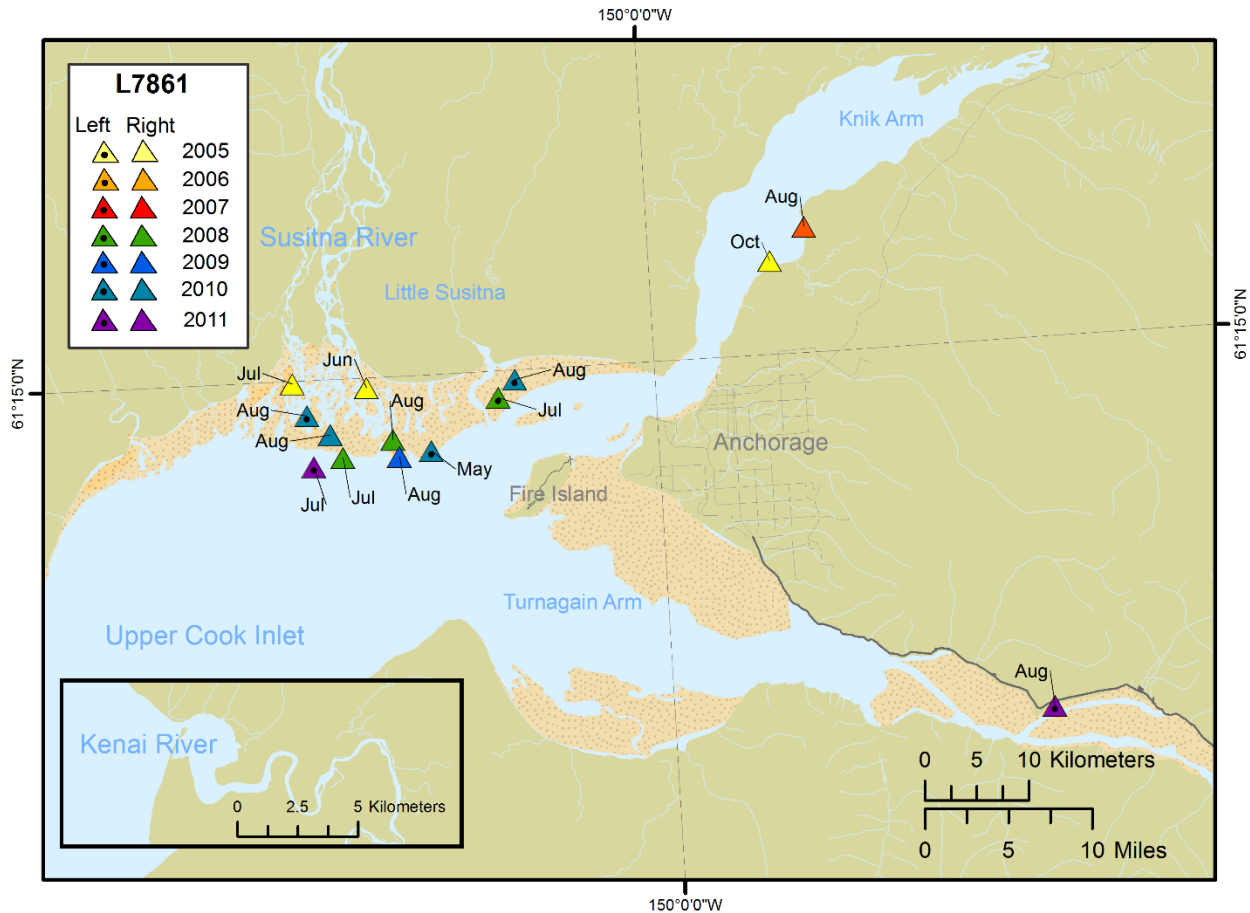 150°0'0"W
L7861
Left Right
2005
2006
2007
2008
2009
2010
2011
Knik Arm
Aug
Oct
Susitna River
Little Susitna
61°15'0"N
61°15'0"N
Jul
Jun
Aug
Aug
Aug
Jul
Aug
Anchorage
May
Jul
Jul
Aug
Fire Island
Turnagain Arm
Upper Cook Inlet
Aug
Kenai River
0 2.5 5 Kilometers
0 5 10 Kilometers
0 5 10 Miles
150°0'0"W